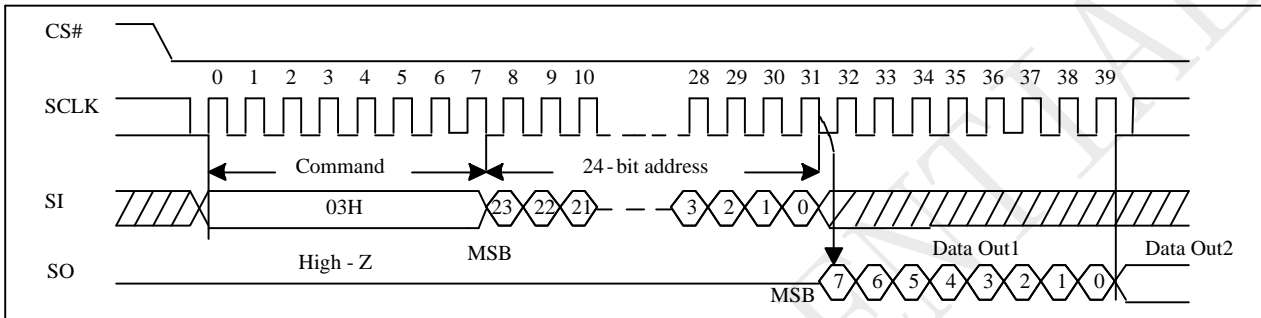 CS#
0 1 2 3 4 5 6 7 8 9 10 28 29 30 31 32 33 34 35 36 37 38 39
SCLK
Command 24-bit address
SI 03H 23 22 21 3 2 1 0
High - Z MSB Data Out1 Data Out2
SO 7 6 5 4 3 2 1 0
MSB
ENTIAL